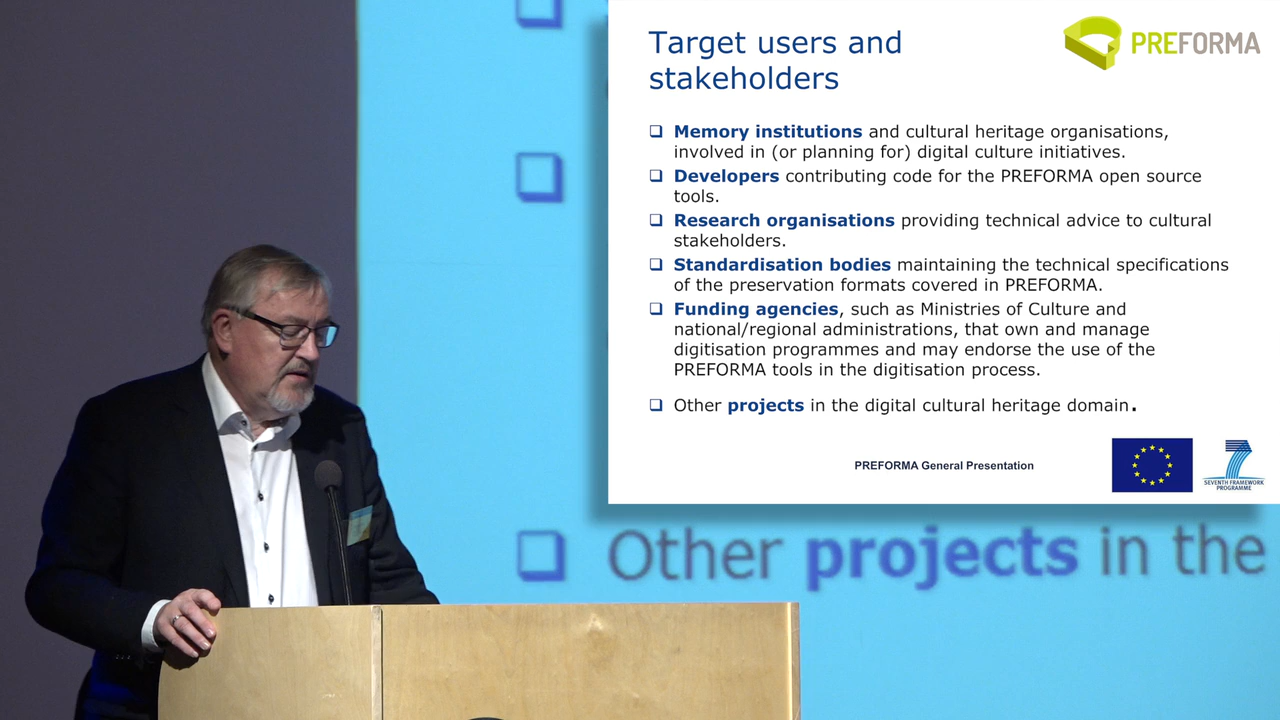 Target users and
stakeholders
PREFORMA
❑ Memory institutions and cultural heritage organisations,
involved in (or planning for) digital culture initiatives.
❑ Developers contributing code for the PREFORMA open source
tools.
❑ Research organisations providing technical advice to cultural
stakeholders.
❑ Standardisation bodies maintaining the technical specifications
of the preservation formats covered in PREFORMA.
❑ Funding agencies, such as Ministries of Culture and
national/regional administrations, that own and manage
digitisation programmes and may endorse the use of the
PREFORMA tools in the digitisation process.
❑ Other projects in the digital cultural heritage domain.
PREFORMA General Presentation
7
SEVENTH FRAMEWORK
PROGRAMME
❑ Other projects in the